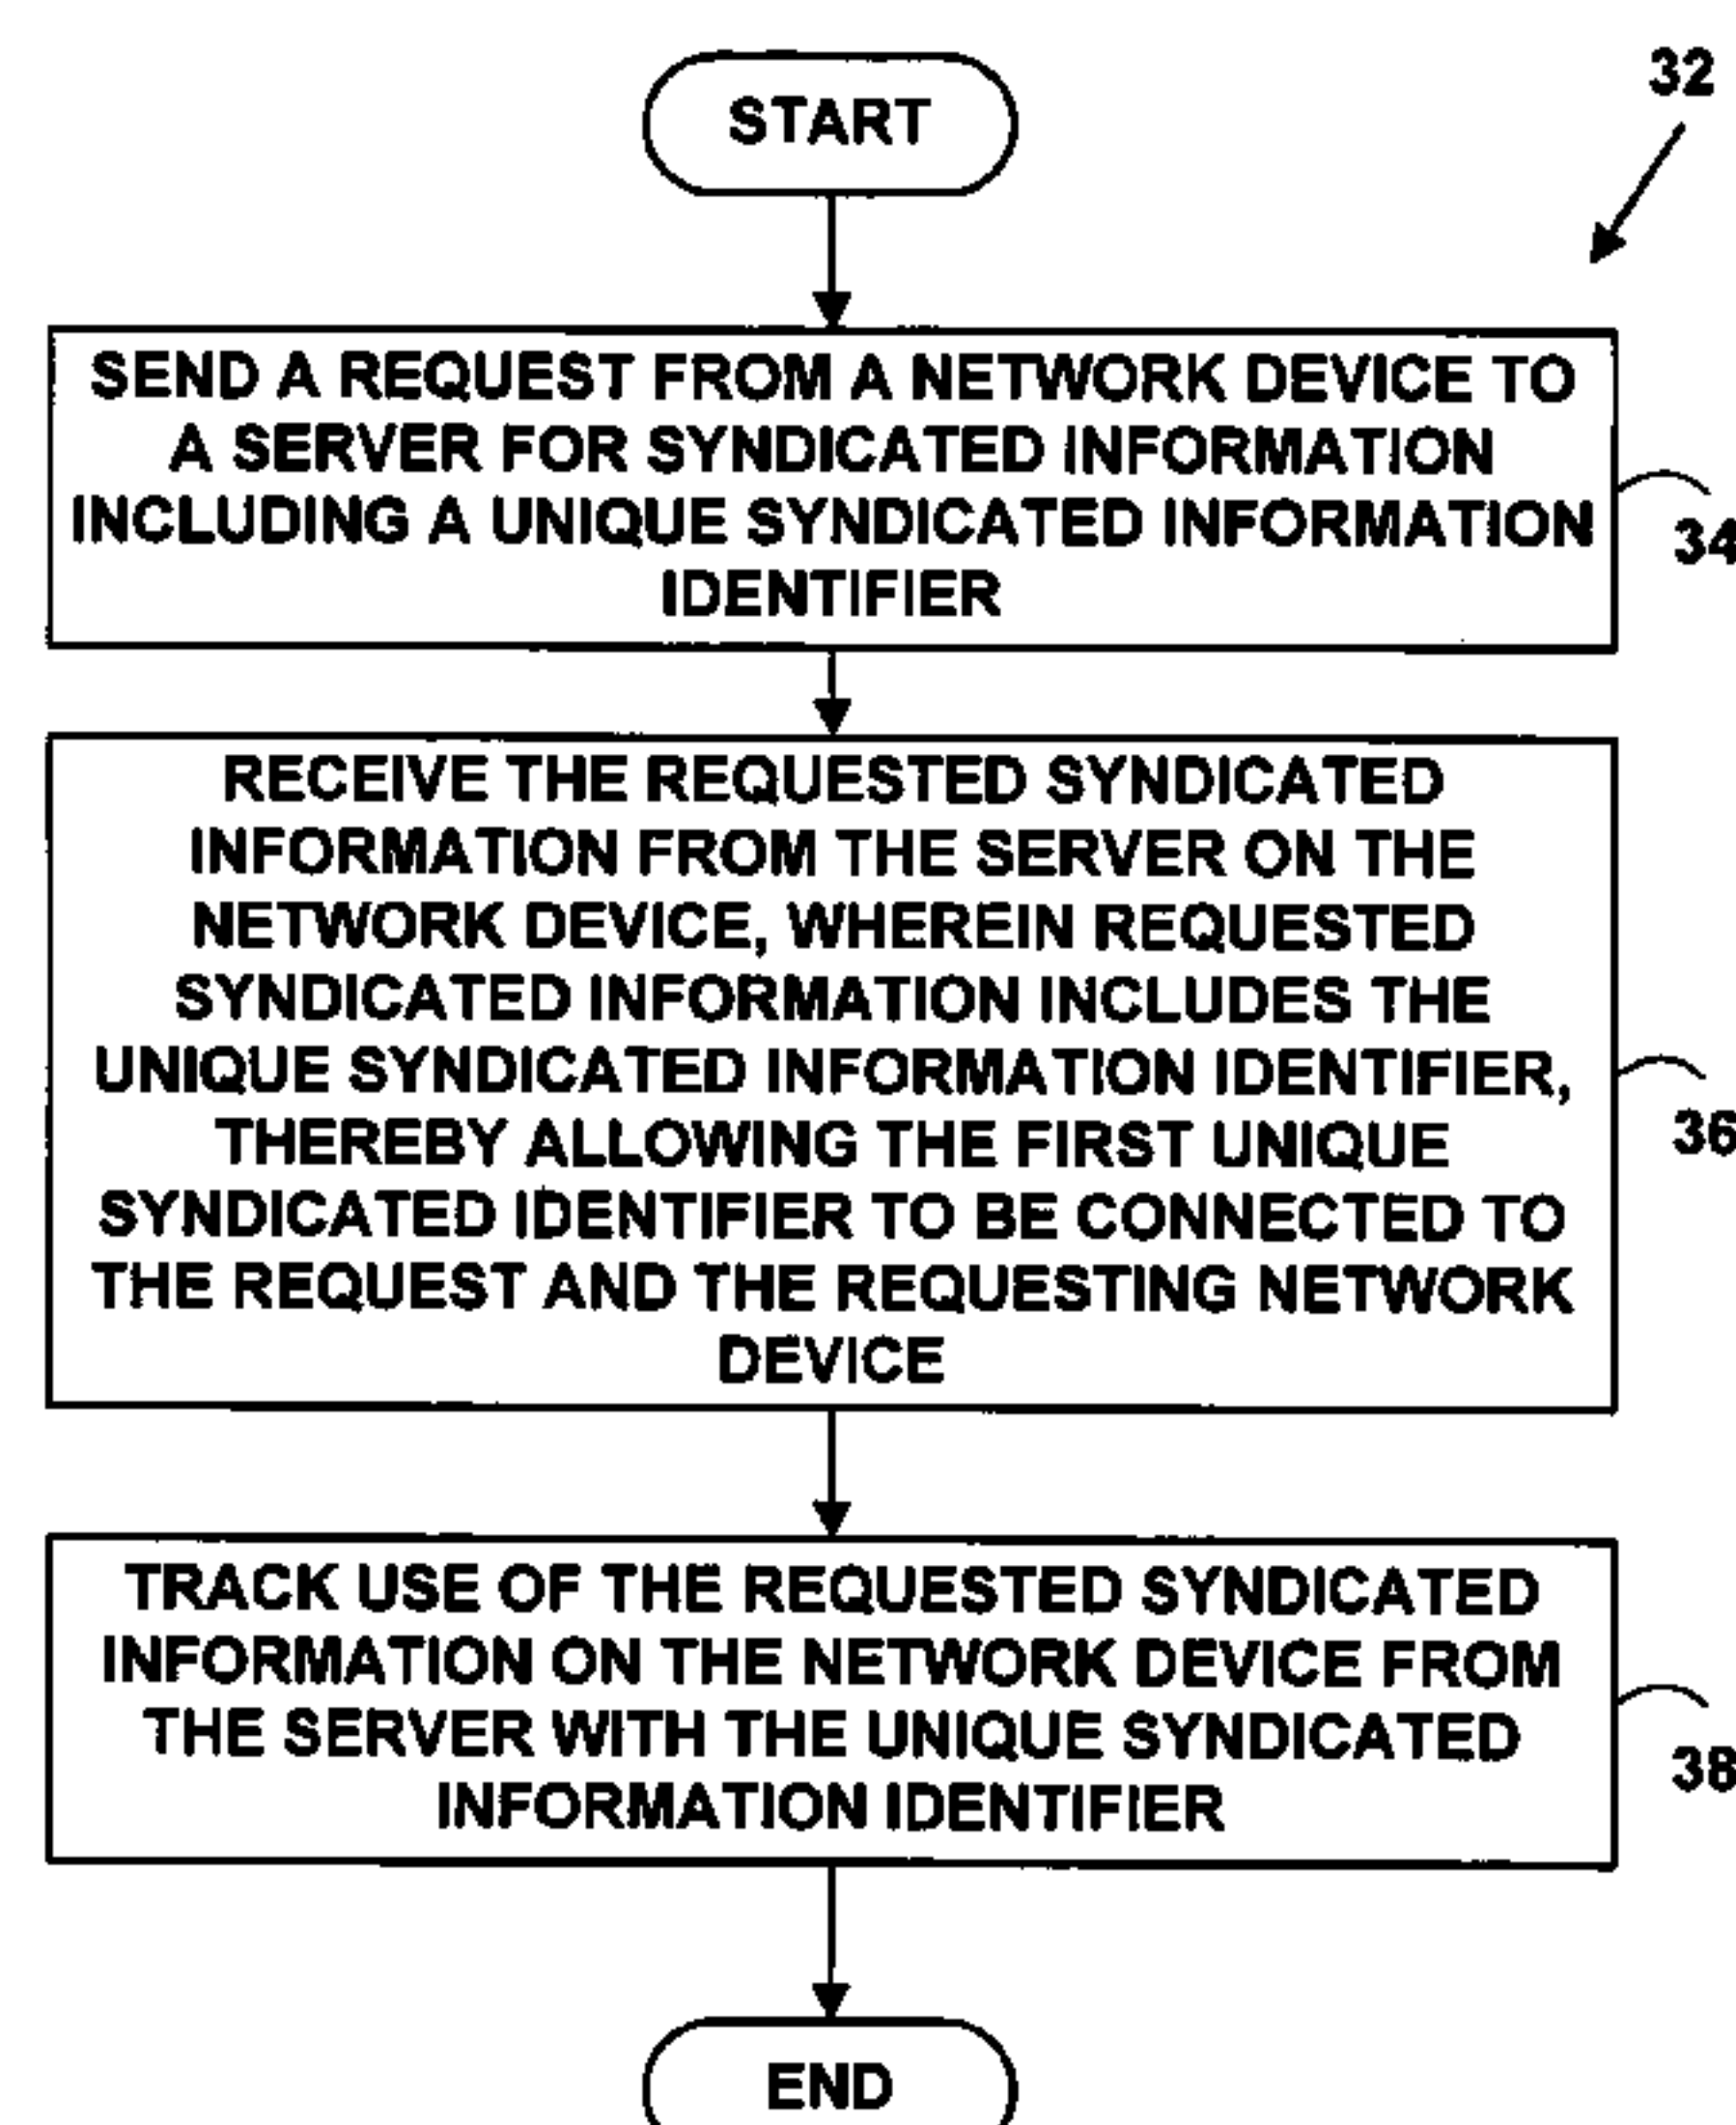 START
32
SEND A REQUEST FROM A NETWORK DEVICE TO
A SERVER FOR SYNDICATED INFORMATION
INCLUDING A UNIQUE SYNDICATED INFORMATION
IDENTIFIER
34
RECEIVE THE REQUESTED SYNDICATED
INFORMATION FROM THE SERVER ON THE
NETWORK DEVICE, WHEREIN REQUESTED
SYNDICATED INFORMATION INCLUDES THE
UNIQUE SYNDICATED INFORMATION IDENTIFIER,
THEREBY ALLOWING THE FIRST UNIQUE
SYNDICATED IDENTIFIER TO BE CONNECTED TO
THE REQUEST AND THE REQUESTING NETWORK
DEVICE
36
TRACK USE OF THE REQUESTED SYNDICATED
INFORMATION ON THE NETWORK DEVICE FROM
THE SERVER WITH THE UNIQUE SYNDICATED
INFORMATION IDENTIFIER
38
END